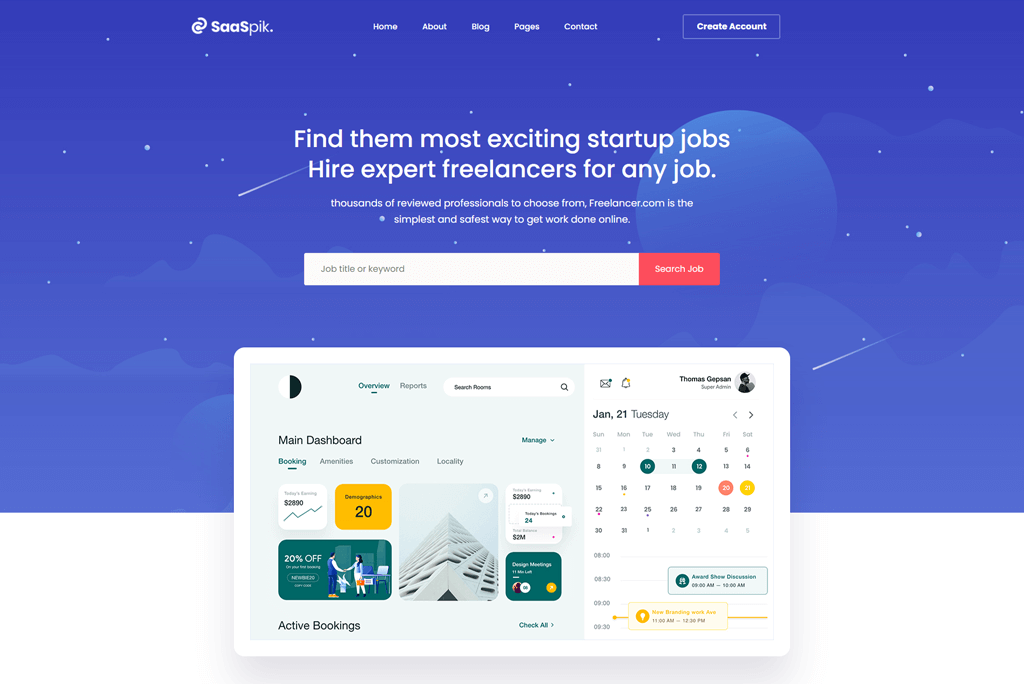 SaaSpik.
Home About Blog Pages Contact
Create Account
Find them most exciting startup jobs
Hire expert freelancers for any job.
thousands of reviewed professionals to choose from, Freelancer.com is the
simplest and safest way to get work done online.
Job title or keyword
Search Job
Overview Reports
Search Rooms
Main Dashboard
Manage
Booking Amenities Customization Locality
Today's Earning
$2890
Demographics
20
Today's Earning
$2890
Today's Bookings
24
Total Balance
$2M
20% OFF
On your first booking
NEWBIE20
COPY CODE
Design Meetings
11 Min Left
Active Bookings
Check All
Thomas Gepsan
Super Admin
Jan, 21 Tuesday
Sun Mon Tue Wed Thu Fri Sat
31 1 2 3 4 5 6
8 9 10 11 12 13 14
15 16 17 18 19 20 21
22 23 25 26 27 28 29
30 31 1 2 3 4 5
08:00
08:30
Award Show Discussion
09:00 AM — 10:00 AM
09:00
New Branding work Ave
11:00 AM — 12:30 PM
09:30